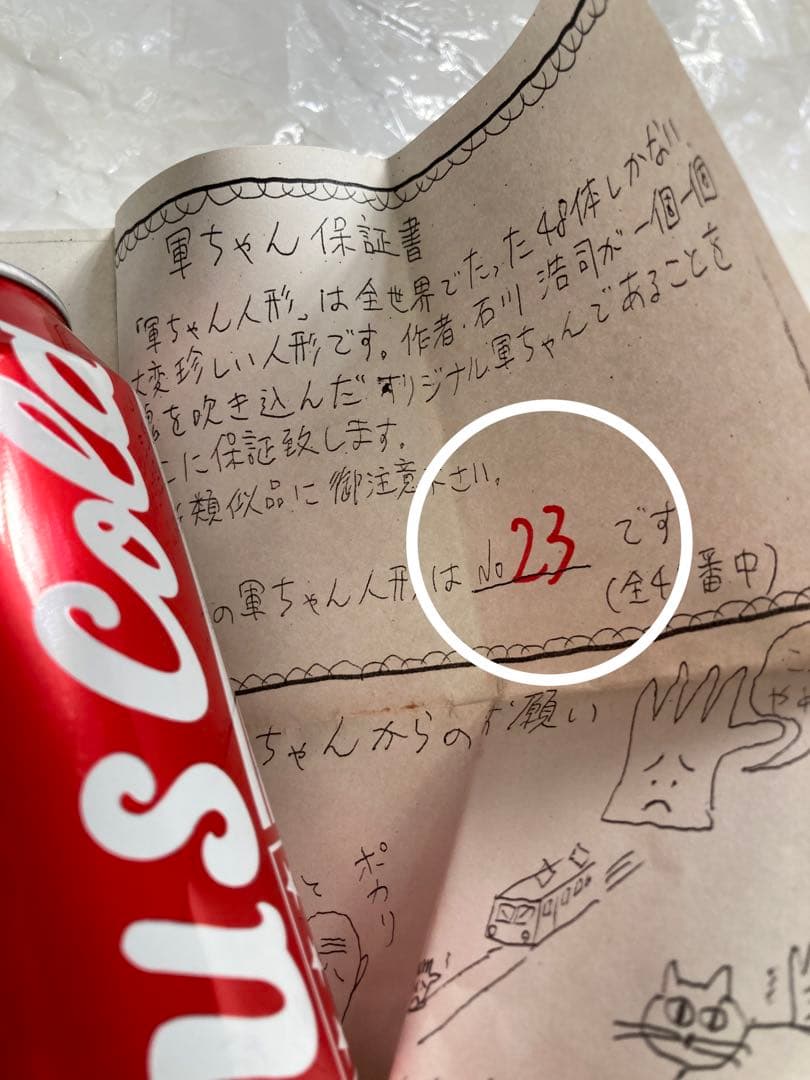 軍ちゃん保証書
「軍ちゃん人形」は全世界でたった48体しかない
変珍しい人形です。作者・石川 浩司が一個一個
を吹き込んだオリジナル軍ちゃんであることを
に保証致します。
類似品に御注意下さい。
の軍ちゃん人形は No 23 です
(全4 番中)
ちゃんからのお願い
ポカリ
us Cola